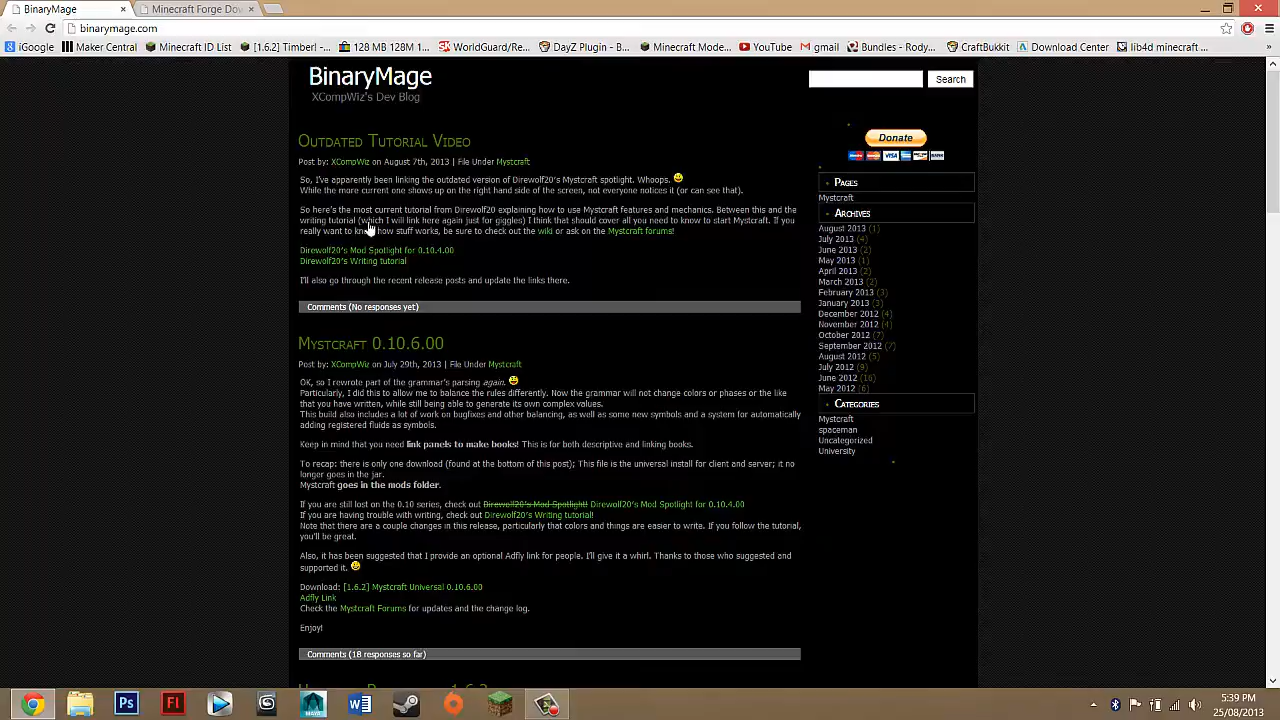 BinaryMage
Minecraft Forge Dow
binarymage.com
iGoogle
Maker Central
Minecraft ID List
[1.6.2] Timber! -...
128 MB 128M 1...
WorldGuard/Re...
DayZ Plugin - B...
Minecraft Mode...
YouTube
gmail
Bundles - Rody...
CraftBukkit
Download Center
BinaryMage
XCompWiz's Dev Blog
Search
Outdated Tutorial Video
Post by: XCompWiz on August 7th, 2013 | File Under Mystcraft
So, I've apparently been linking the outdated version of Direwolf20's Mystcraft spotlight. Whoops.
While the more current one shows up on the right hand side of the screen, not everyone notices it (or can see that).
So here's the most current tutorial from Direwolf20 explaining how to use Mystcraft features and mechanics. Between this and the
writing tutorial (which I will link here again just for giggles) I think that should cover all you need to know to start Mystcraft. If you
really want to know how stuff works, be sure to check out the wiki or ask on the Mystcraft forums!
Direwolf20's Mod Spotlight for 0.10.4.00
Direwolf20's Writing tutorial
I'll also go through the recent release posts and update the links there.
Comments (No responses yet)
Mystcraft 0.10.6.00
Post by: XCompWiz on July 29th, 2013 | File Under Mystcraft
OK, so I rewrote part of the grammar's parsing again.
Particularly, I did this to allow me to balance the rules differently. Now the grammar will not change colors or phases or the like
that you have written, while still being able to generate its own complex values.
This build also includes a lot of work on bugfixes and other balancing, as well as some new symbols and a system for automatically
adding registered fluids as symbols.
Keep in mind that you need link panels to make books! This is for both descriptive and linking books.
To recap: there is only one download (found at the bottom of this post); This file is the universal install for client and server; it no
longer goes in the jar.
Mystcraft goes in the mods folder.
If you are still lost on the 0.10 series, check out Direwolf20's Mod Spotlight! Direwolf20's Mod Spotlight for 0.10.4.00
If you are having trouble with writing, check out Direwolf20's Writing tutorial!
Note that there are a couple changes in this release, particularly that colors and things are easier to write. If you follow the tutorial,
you'll be great.
Also, it has been suggested that I provide an optional Adfly link for people. I'll give it a whirl. Thanks to those who suggested and
supported it.
Download: [1.6.2] Mystcraft Universal 0.10.6.00
Adfly Link
Check the Mystcraft Forums for updates and the change log.
Enjoy!
Comments (18 responses so far)
Donate
VISA
Pages
Mystcraft
Archives
August 2013 (1)
July 2013 (4)
June 2013 (2)
May 2013 (1)
April 2013 (2)
March 2013 (2)
February 2013 (3)
January 2013 (3)
December 2012 (4)
November 2012 (4)
October 2012 (7)
September 2012 (7)
August 2012 (5)
July 2012 (9)
June 2012 (16)
May 2012 (6)
Categories
Mystcraft
spaceman
Uncategorized
University
5:39 PM
25/08/2013